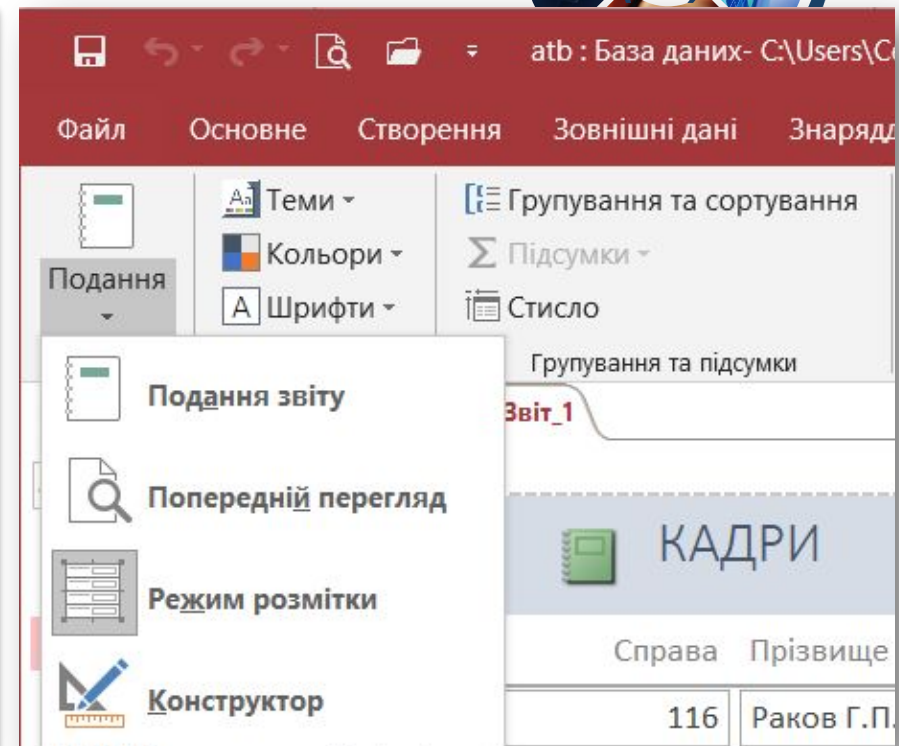 atb : База даних- C:\Users\C
Файл Основне Створення Зовнішні дані Знаряд
Подання
Теми
Кольори
Шрифти
Групування та сортування
Підсумки
Стисло
Групування та підсумки
Подання звіту
Попередній перегляд
Режим розмітки
Конструктор
Звіт_1
КАДРИ
Справа Прізвище
116 Раков Г.П.